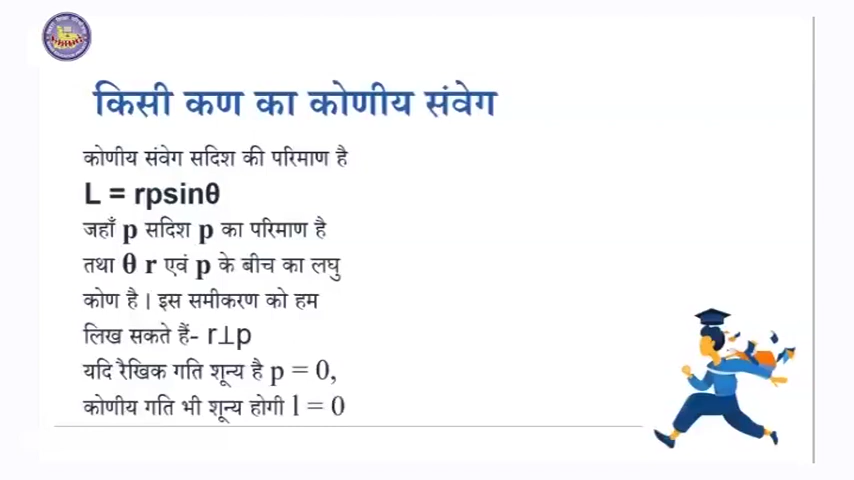 किसी कण का कोणीय संवेग
कोणीय संवेग सदिश की परिमाण है
L = rpsinθ
जहाँ p सदिश p का परिमाण है
तथा θ r एवं p के बीच का लघु
कोण है। इस समीकरण को हम
लिख सकते हैं- r⊥p
यदि रैखिक गति शून्य है p = 0,
कोणीय गति भी शून्य होगी l = 0